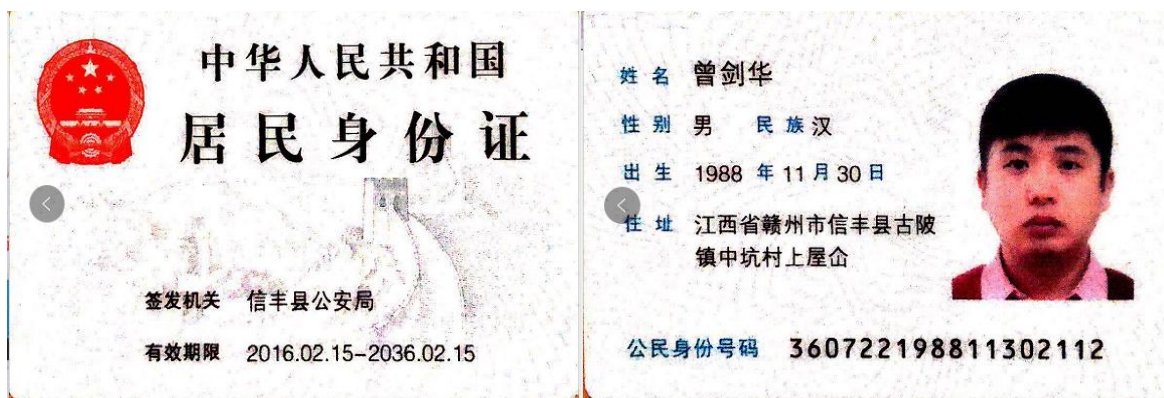 中华人民共和国
居民身份证
签发机关 信丰县公安局
有效期限 2016.02.15-2036.02.15
姓名 曾剑华
性别 男 民族 汉
出生 1988 年 11 月 30 日
住址 江西省赣州市信丰县古陂
镇中坑村上屋仚
公民身份号码 360722198811302112